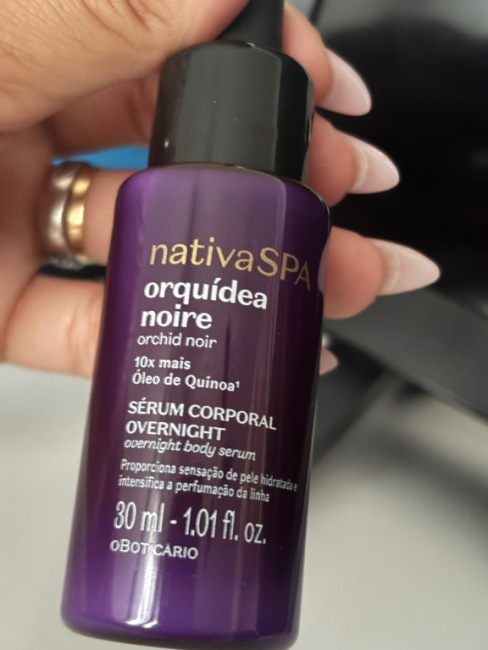 nativaSPA
orquídea
noire
orchid noir
10x mais
Óleo de Quinoa¹
SÉRUM CORPORAL
OVERNIGHT
overnight body serum
Proporciona sensação de pele hidratada e
intensifica a perfumação da linha
30 ml - 1.01 fl. oz.
oBOTICÁRIO